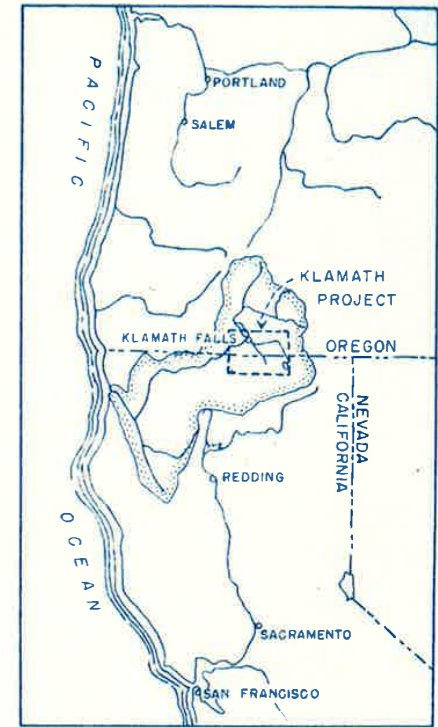 PACIFIC
PORTLAND
SALEM
KLAMATH
PROJECT
KLAMATH FALLS
OREGON
NEVADA
CALIFORNIA
REDDING
OCEAN
SACRAMENTO
SAN FRANCISCO